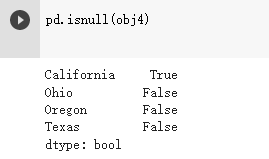 pd.isnull(obj4)
California     True
Ohio          False
Oregon        False
Texas         False
dtype: bool